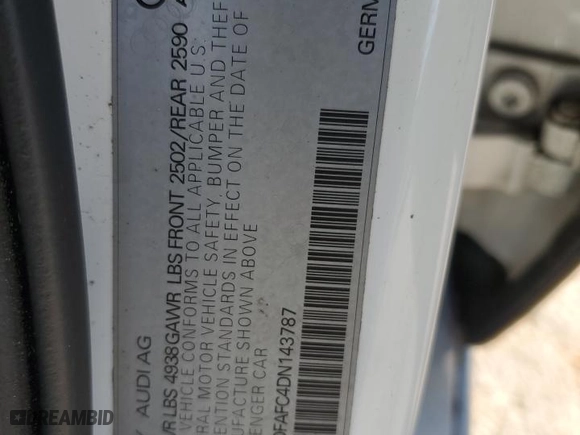 AUDI AG
LBS 4938 GAWR LBS FRONT 2502/REAR 2590
VEHICLE CONFORMS TO ALL APPLICABLE U.S.
RAL MOTOR VEHICLE SAFETY, BUMPER AND THEF
ENTION STANDARDS IN EFFECT ON THE DATE OF
UFACTURE SHOWN ABOVE
ENGER CAR
FAFC4DN143787
GERM
DREAMBID